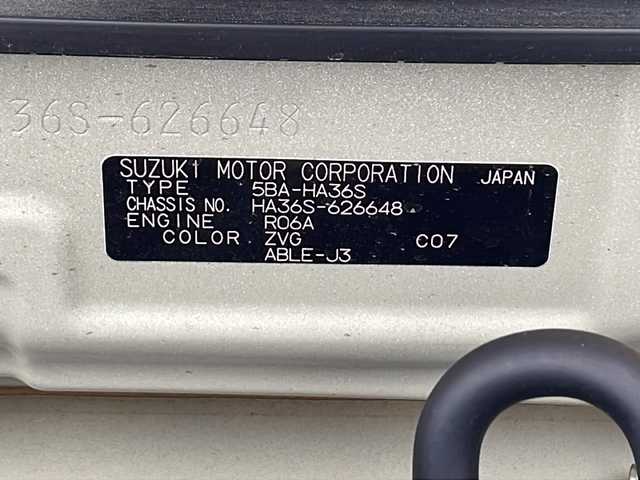 36S-626648
SUZUKI MOTOR CORPORATION JAPAN
TYPE 5BA-HA36S
CHASSIS NO. HA36S-626648
ENGINE R06A
COLOR ZVG C07
ABLE-J3